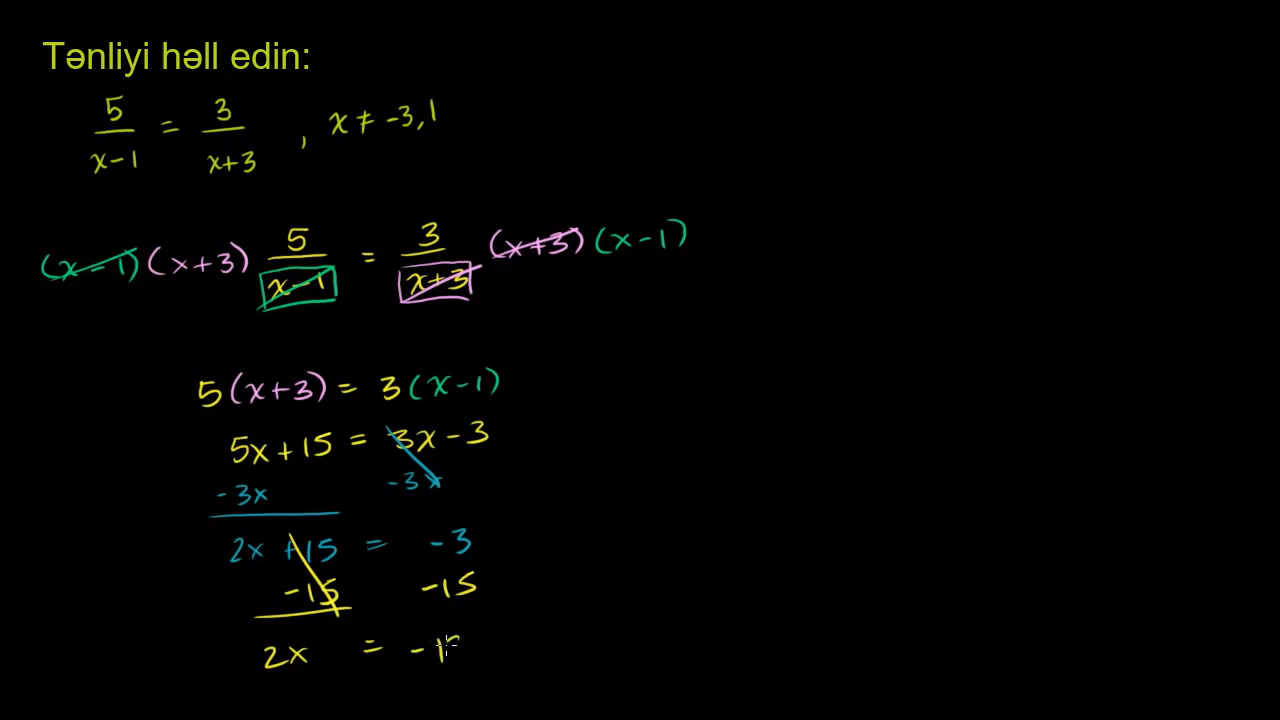 Tənliyi həll edin:
5/(x-1) = 3/(x+3) , x ≠ -3, 1
(x-1) (x+3) 5/(x-1) = 3/(x+3) (x+3) (x-1)
5(x+3) = 3(x-1)
5x+15 = 3x-3
-3x -3x
2x +15 = -3
-15 -15
2x = -1